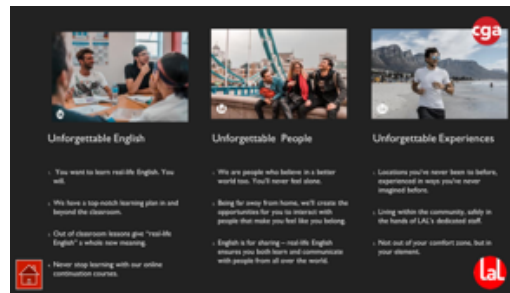 cga
Unforgettable English
You want to learn real-life English. You
will.
We have a top-notch learning plan in and
beyond the classroom.
Out of classroom lessons give "real-life
English" a whole new meaning.
Never stop learning with our online
continuation courses.
Unforgettable People
We are people who believe in a better
world too. You'll never feel alone.
Being far away from home, we'll create the
opportunities for you to interact with
people that make you feel like you belong.
English is for sharing – real-life English
ensures you both learn and communicate
with people from all over the world.
Unforgettable Experiences
Locations you've never been to before,
experienced in ways you've never
imagined before.
Living within the community, safely in
the hands of LAL's dedicated staff.
Not out of your comfort zone, but in
your element.
LaL